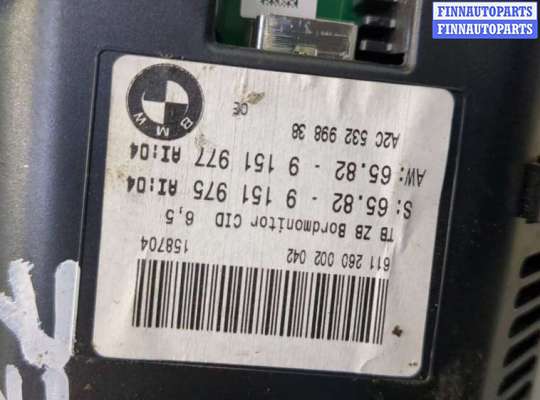 FINNAUTOPARTS
FINNAUTOPARTS
BMW
A2C 532 998 38
AW: 65.82 - 9 151 977 AI:04
S: 65.82 - 9 151 975 AI:04
TB ZB Bordmonitor CID 6,5
611 260 002 042
158704